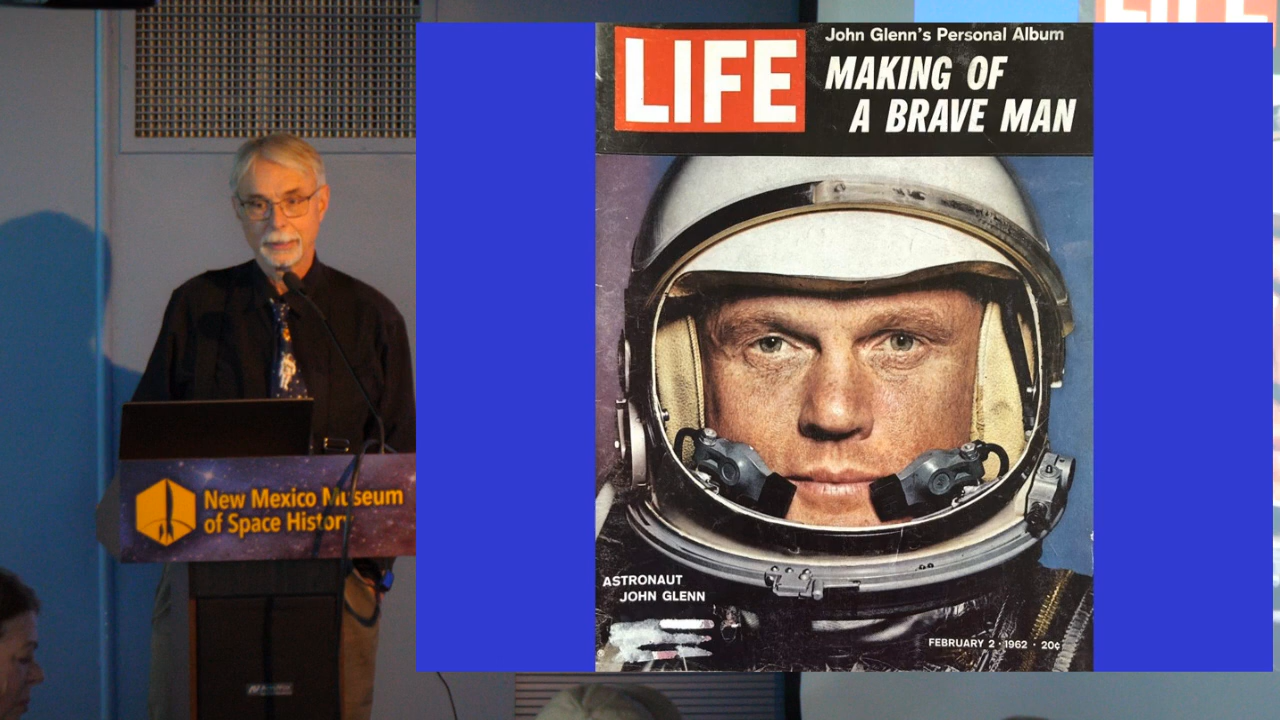 LIFE
John Glenn's Personal Album
MAKING OF
A BRAVE MAN
New Mexico Museum
of Space History
ASTRONAUT
JOHN GLENN
FEBRUARY 2 · 1962 · 20¢
LIFE